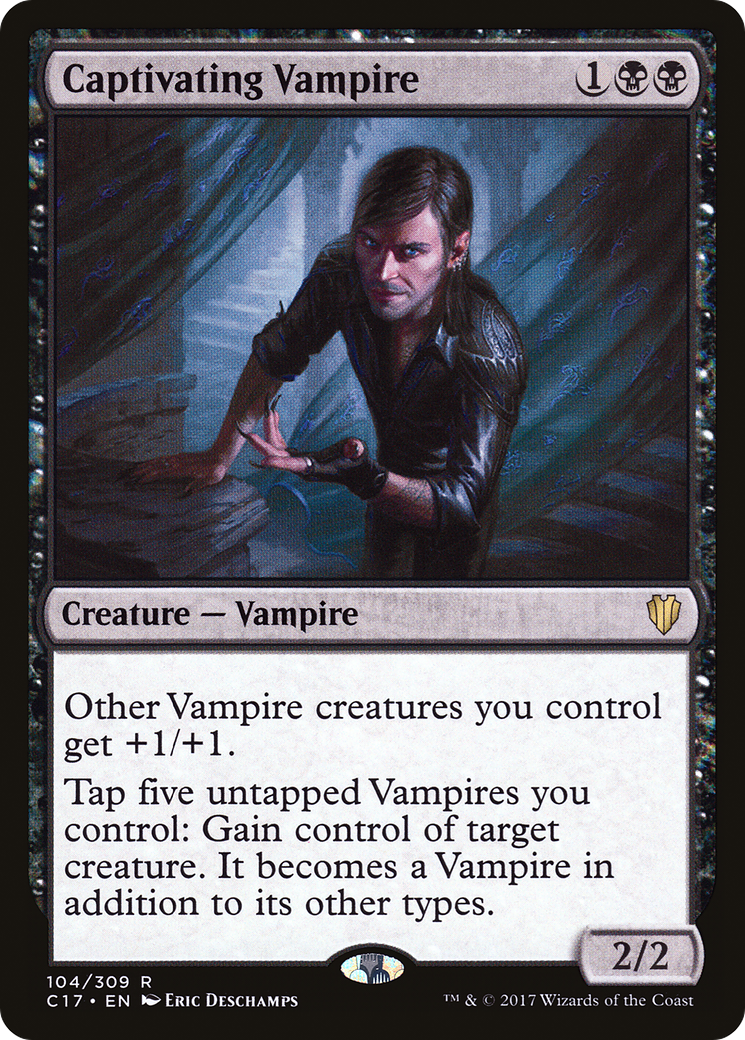 Captivating Vampire 1
Creature — Vampire
Other Vampire creatures you control
get +1/+1.
Tap five untapped Vampires you
control: Gain control of target
creature. It becomes a Vampire in
addition to its other types.
2/2
104/309 R
C17 • EN Eric Deschamps
™ & © 2017 Wizards of the Coast